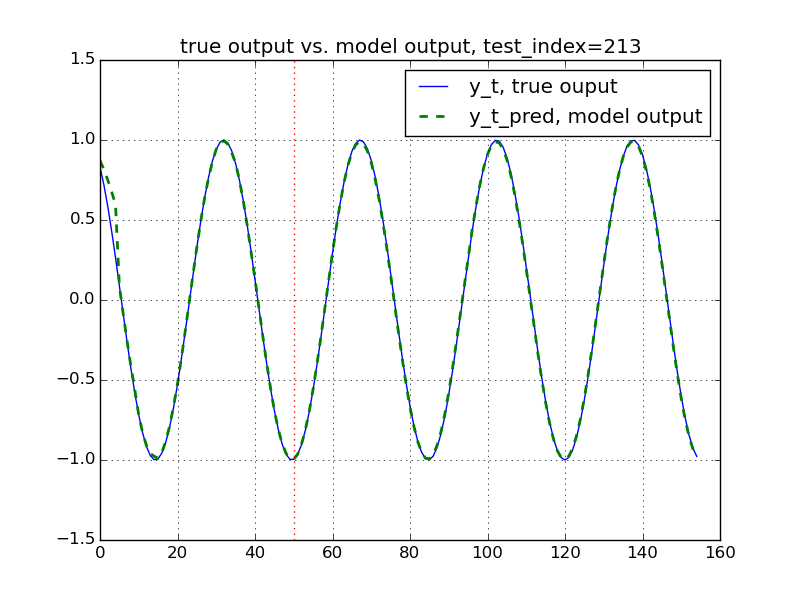 true output vs. model output, test_index=213
y_t, true ouput
y_t_pred, model output
1.5
1.0
0.5
0.0
−0.5
−1.0
−1.5
0 20 40 60 80 100 120 140 160